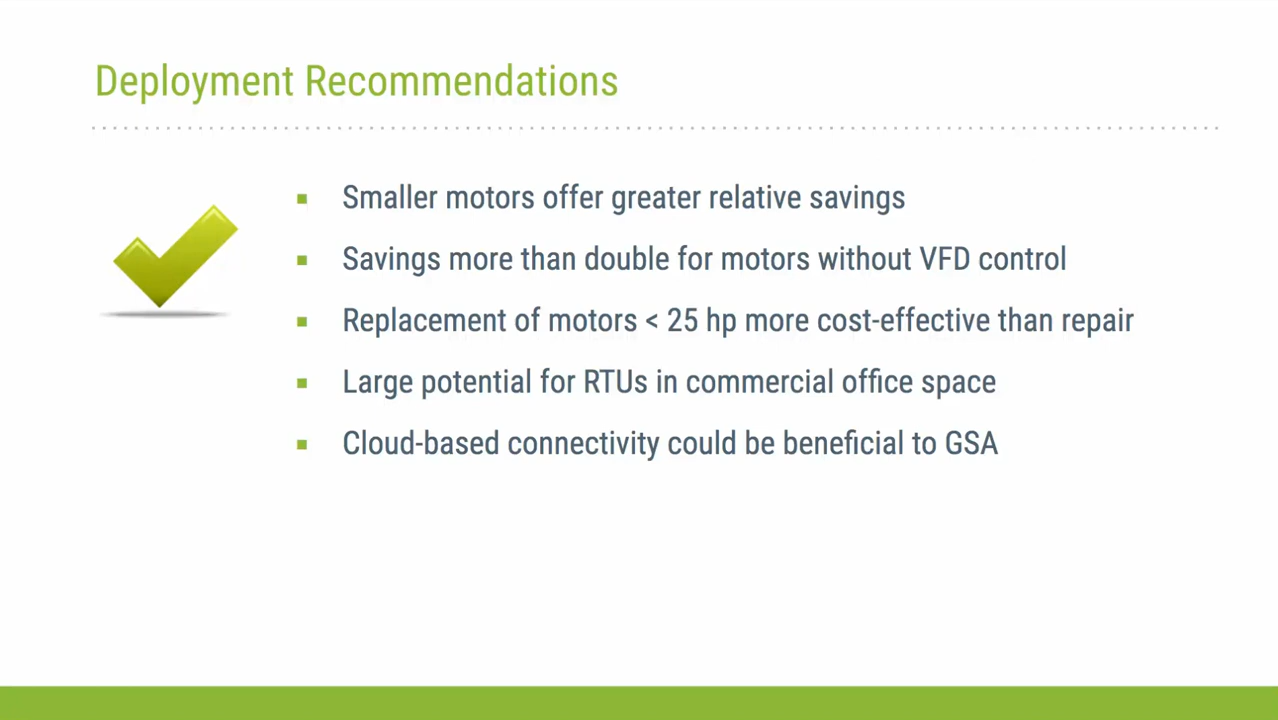 Deployment Recommendations
Smaller motors offer greater relative savings
Savings more than double for motors without VFD control
Replacement of motors < 25 hp more cost-effective than repair
Large potential for RTUs in commercial office space
Cloud-based connectivity could be beneficial to GSA